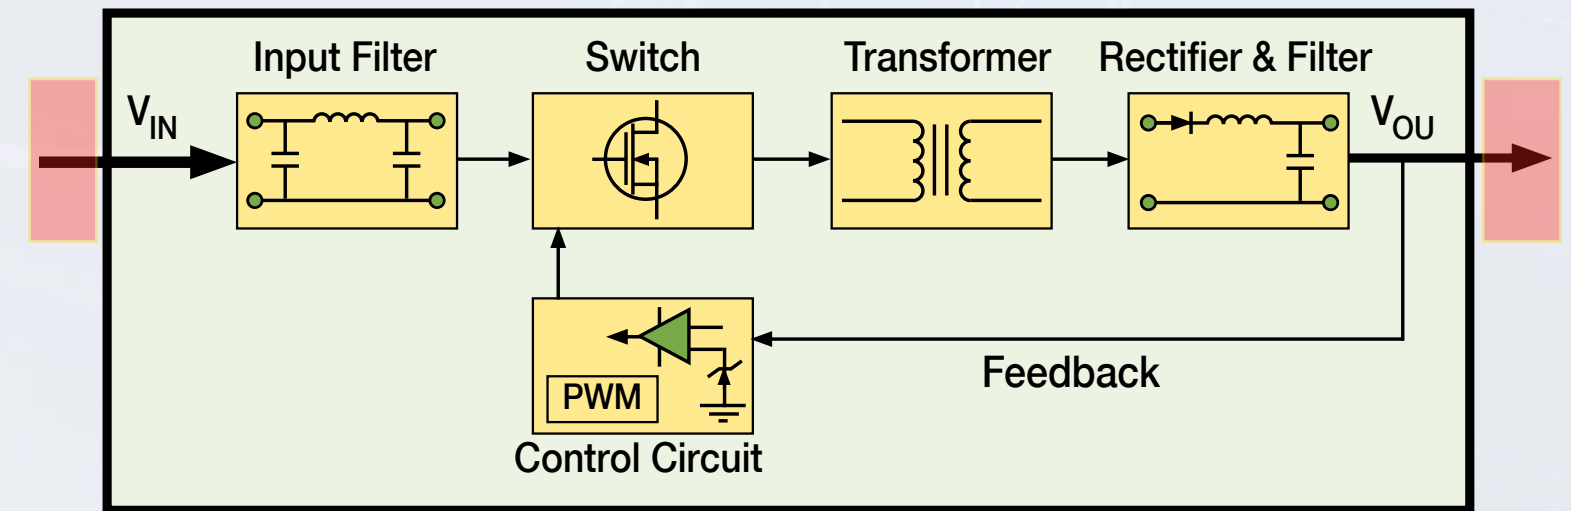 Input Filter
Switch
Transformer
Rectifier & Filter
VIN
VOU
PWM
Feedback
Control Circuit